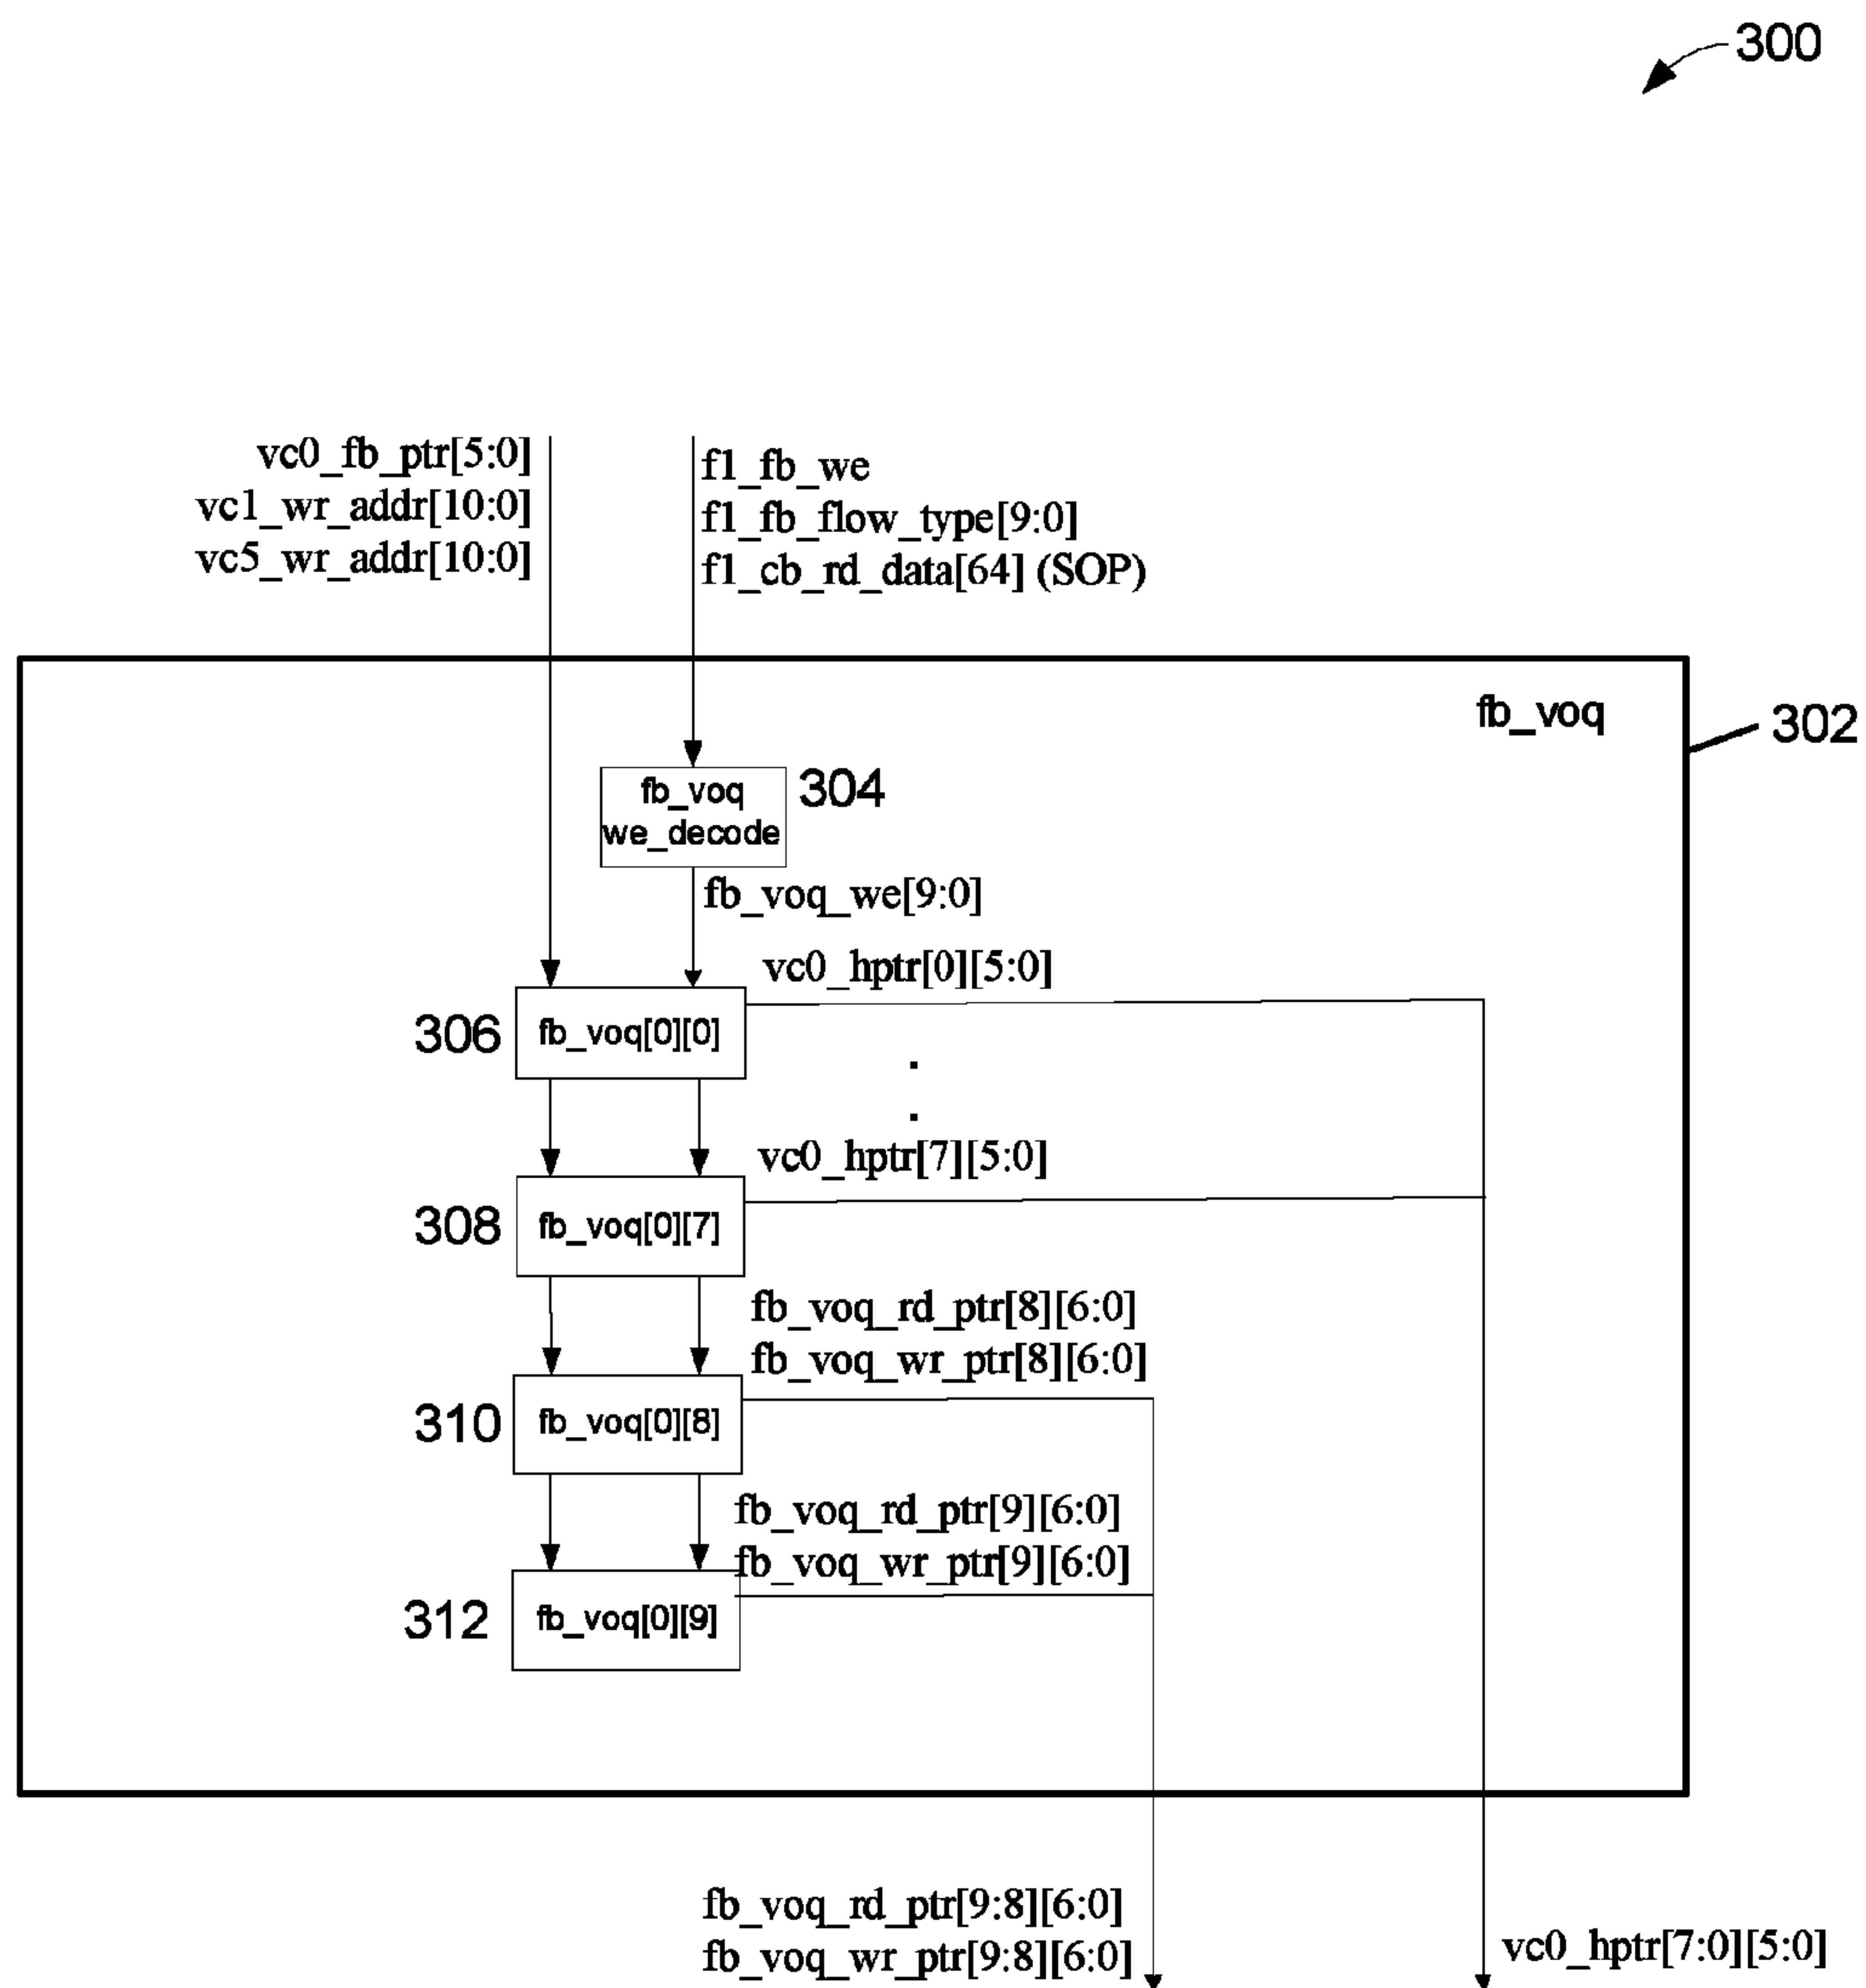 300
vc0_fb_ptr[5:0]
vc1_wr_addr[10:0]
vc5_wr_addr[10:0]
f1_fb_we
f1_fb_flow_type[9:0]
f1_cb_rd_data[64] (SOP)
fb_voq
302
fb_voq
we_decode
304
fb_voq_we[9:0]
vc0_hptr[0][5:0]
306
fb_voq[0][0]
.
.
vc0_hptr[7][5:0]
308
fb_voq[0][7]
fb_voq_rd_ptr[8][6:0]
fb_voq_wr_ptr[8][6:0]
310
fb_voq[0][8]
fb_voq_rd_ptr[9][6:0]
fb_voq_wr_ptr[9][6:0]
312
fb_voq[0][9]
fb_voq_rd_ptr[9:8][6:0]
fb_voq_wr_ptr[9:8][6:0]
vc0_hptr[7:0][5:0]